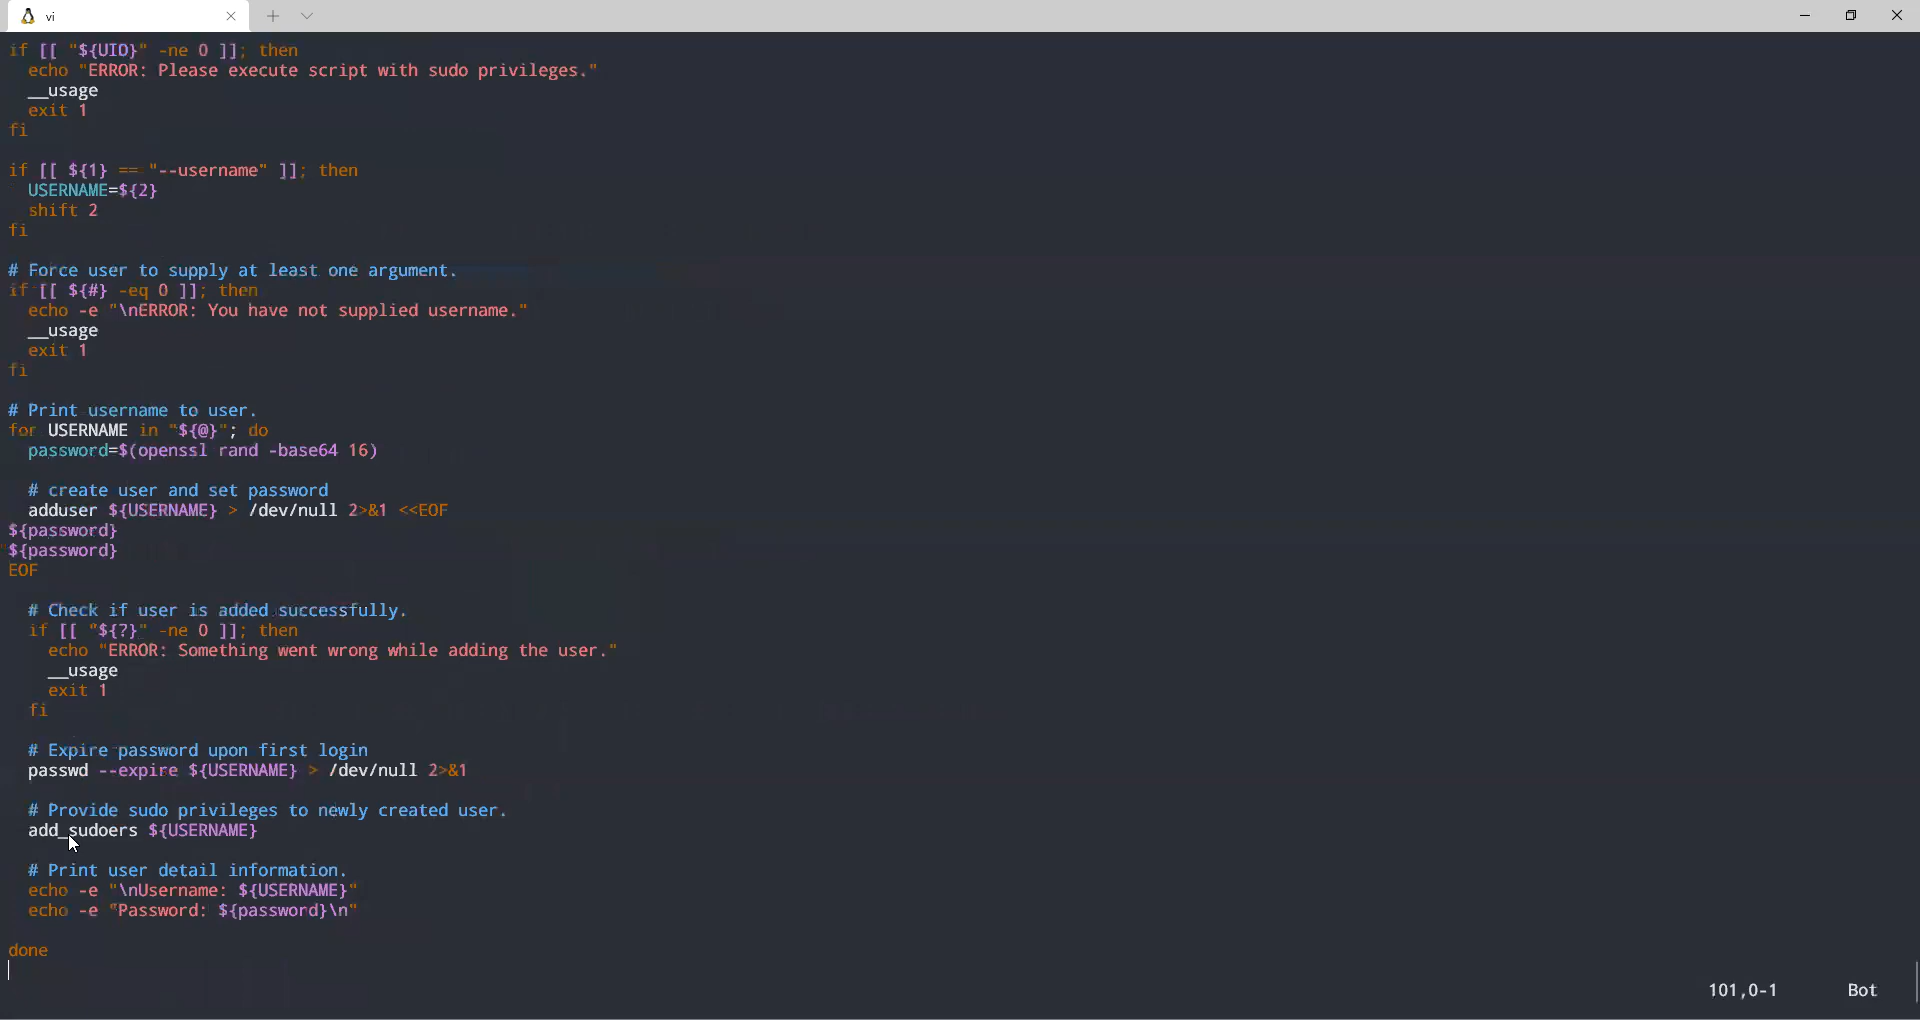 vi
if [[ "${UID}" -ne 0 ]]; then
  echo "ERROR: Please execute script with sudo privileges."
  __usage
  exit 1
fi

if [[ ${1} == "--username" ]]; then
  USERNAME=${2}
  shift 2
fi

# Force user to supply at least one argument.
if [[ ${#} -eq 0 ]]; then
  echo -e "\nERROR: You have not supplied username."
  __usage
  exit 1
fi

# Print username to user.
for USERNAME in "${@}"; do
  password=$(openssl rand -base64 16)

  # create user and set password
  adduser ${USERNAME} > /dev/null 2>&1 <<EOF
${password}
${password}
EOF

  # Check if user is added successfully.
  if [[ "${?}" -ne 0 ]]; then
    echo "ERROR: Something went wrong while adding the user."
    __usage
    exit 1
  fi

  # Expire password upon first login
  passwd --expire ${USERNAME} > /dev/null 2>&1

  # Provide sudo privileges to newly created user.
  add_sudoers ${USERNAME}

  # Print user detail information.
  echo -e "\nUsername: ${USERNAME}"
  echo -e "Password: ${password}\n"

done
101,0-1 Bot